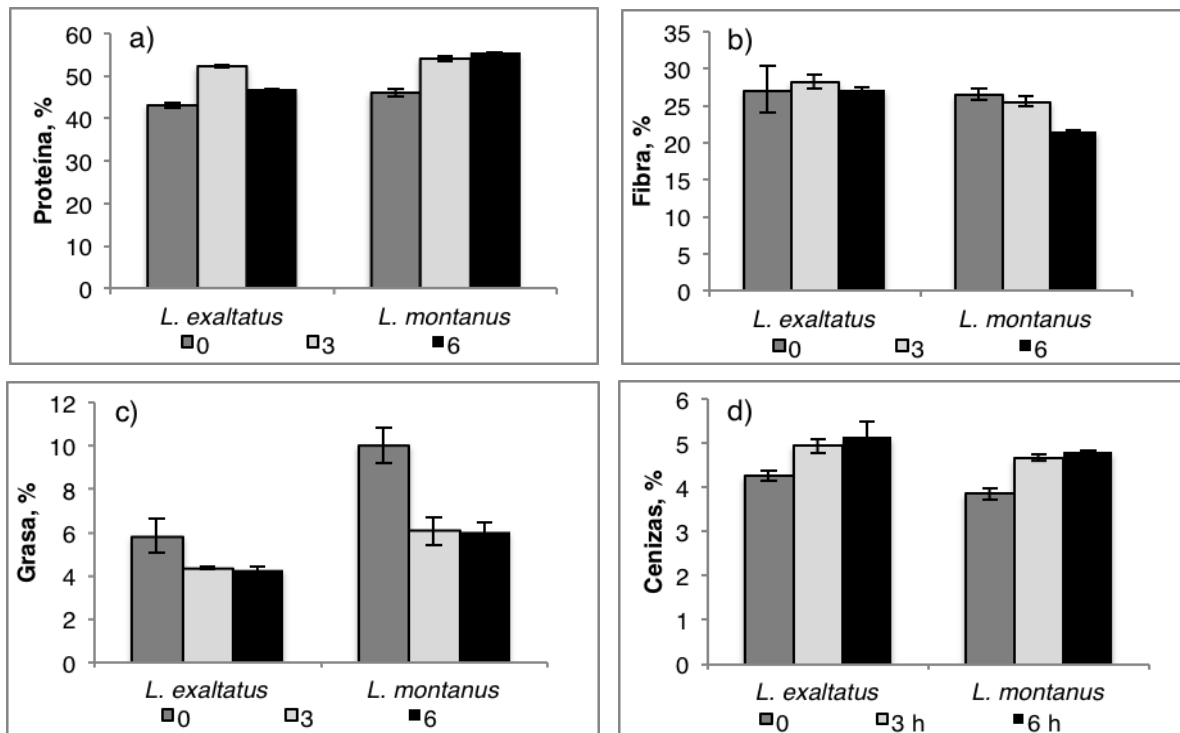 a)
Proteína, %
60
50
40
30
20
10
0
L. exaltatus L. montanus
0 3 6
b)
Fibra, %
35
30
25
20
15
10
5
0
L. exaltatus L. montanus
0 3 6
c)
Grasa, %
12
10
8
6
4
2
0
L. exaltatus L. montanus
0 3 6
d)
Cenizas, %
6
5
4
3
2
1
0
L. exaltatus L. montanus
0 3 h 6 h